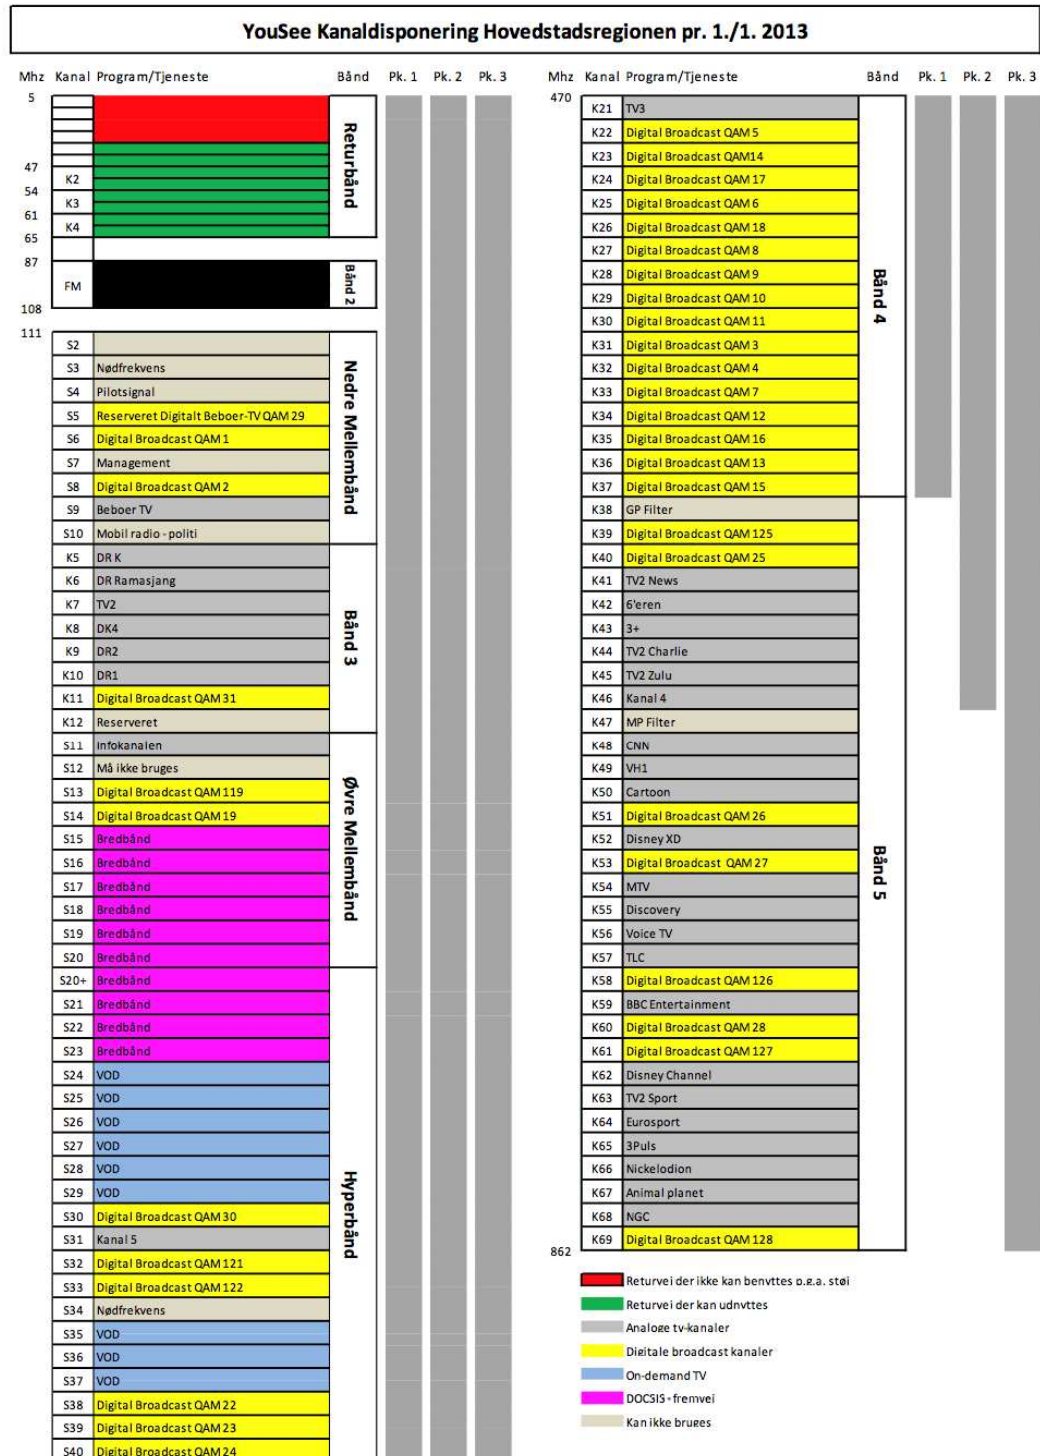 YouSee Kanaldisponering Hovedstadsregionen pr. 1./1. 2013
Mhz Kanal Program/Tjeneste Bånd Pk. 1 Pk. 2 Pk. 3
5
Returbånd
47
K2
54
K3
61
K4
65
87
FM
Bånd 2
108
111
S2
Nedre Mellembånd
S3 Nødfrekvens
S4 Pilotsignal
S5 Reserveret Digitalt Beboer-TV QAM 29
S6 Digital Broadcast QAM 1
S7 Management
S8 Digital Broadcast QAM 2
S9 Beboer TV
S10 Mobil radio - politi
K5 DR K
Bånd 3
K6 DR Ramasjang
K7 TV2
K8 DK4
K9 DR2
K10 DR1
K11 Digital Broadcast QAM 31
K12 Reserveret
S11 Infokanalen
Øvre Mellembånd
S12 Må ikke bruges
S13 Digital Broadcast QAM 119
S14 Digital Broadcast QAM 19
S15 Bredbånd
S16 Bredbånd
S17 Bredbånd
S18 Bredbånd
S19 Bredbånd
S20 Bredbånd
S20+ Bredbånd
Hyperbånd
S21 Bredbånd
S22 Bredbånd
S23 Bredbånd
S24 VOD
S25 VOD
S26 VOD
S27 VOD
S28 VOD
S29 VOD
S30 Digital Broadcast QAM 30
S31 Kanal 5
S32 Digital Broadcast QAM 121
S33 Digital Broadcast QAM 122
S34 Nødfrekvens
S35 VOD
S36 VOD
S37 VOD
S38 Digital Broadcast QAM 22
S39 Digital Broadcast QAM 23
S40 Digital Broadcast QAM 24
Mhz Kanal Program/Tjeneste Bånd Pk. 1 Pk. 2 Pk. 3
470
K21 TV3
Bånd 4
K22 Digital Broadcast QAM 5
K23 Digital Broadcast QAM14
K24 Digital Broadcast QAM 17
K25 Digital Broadcast QAM 6
K26 Digital Broadcast QAM 18
K27 Digital Broadcast QAM 8
K28 Digital Broadcast QAM 9
K29 Digital Broadcast QAM 10
K30 Digital Broadcast QAM 11
K31 Digital Broadcast QAM 3
K32 Digital Broadcast QAM 4
K33 Digital Broadcast QAM 7
K34 Digital Broadcast QAM 12
K35 Digital Broadcast QAM 16
K36 Digital Broadcast QAM 13
K37 Digital Broadcast QAM 15
K38 GP Filter
Bånd 5
K39 Digital Broadcast QAM 125
K40 Digital Broadcast QAM 25
K41 TV2 News
K42 6'eren
K43 3+
K44 TV2 Charlie
K45 TV2 Zulu
K46 Kanal 4
K47 MP Filter
K48 CNN
K49 VH1
K50 Cartoon
K51 Digital Broadcast QAM 26
K52 Disney XD
K53 Digital Broadcast QAM 27
K54 MTV
K55 Discovery
K56 Voice TV
K57 TLC
K58 Digital Broadcast QAM 126
K59 BBC Entertainment
K60 Digital Broadcast QAM 28
K61 Digital Broadcast QAM 127
K62 Disney Channel
K63 TV2 Sport
K64 Eurosport
K65 3Puls
K66 Nickelodion
K67 Animal planet
K68 NGC
K69 Digital Broadcast QAM 128
862
Returvej der ikke kan benyttes p.g.a. støj
Returvej der kan udnyttes
Analoge tv-kanaler
Digitale broadcast kanaler
On-demand TV
DOCSIS - fremvej
Kan ikke bruges